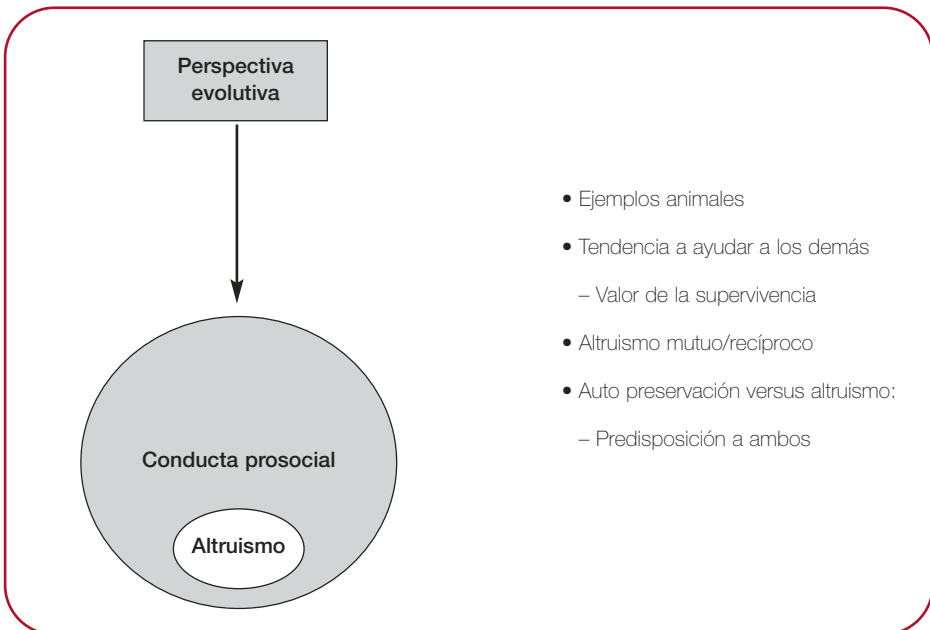 Perspectiva
evolutiva
Conducta prosocial
Altruismo
• Ejemplos animales
• Tendencia a ayudar a los demás
– Valor de la supervivencia
• Altruismo mutuo/recíproco
• Auto preservación versus altruismo:
– Predisposición a ambos